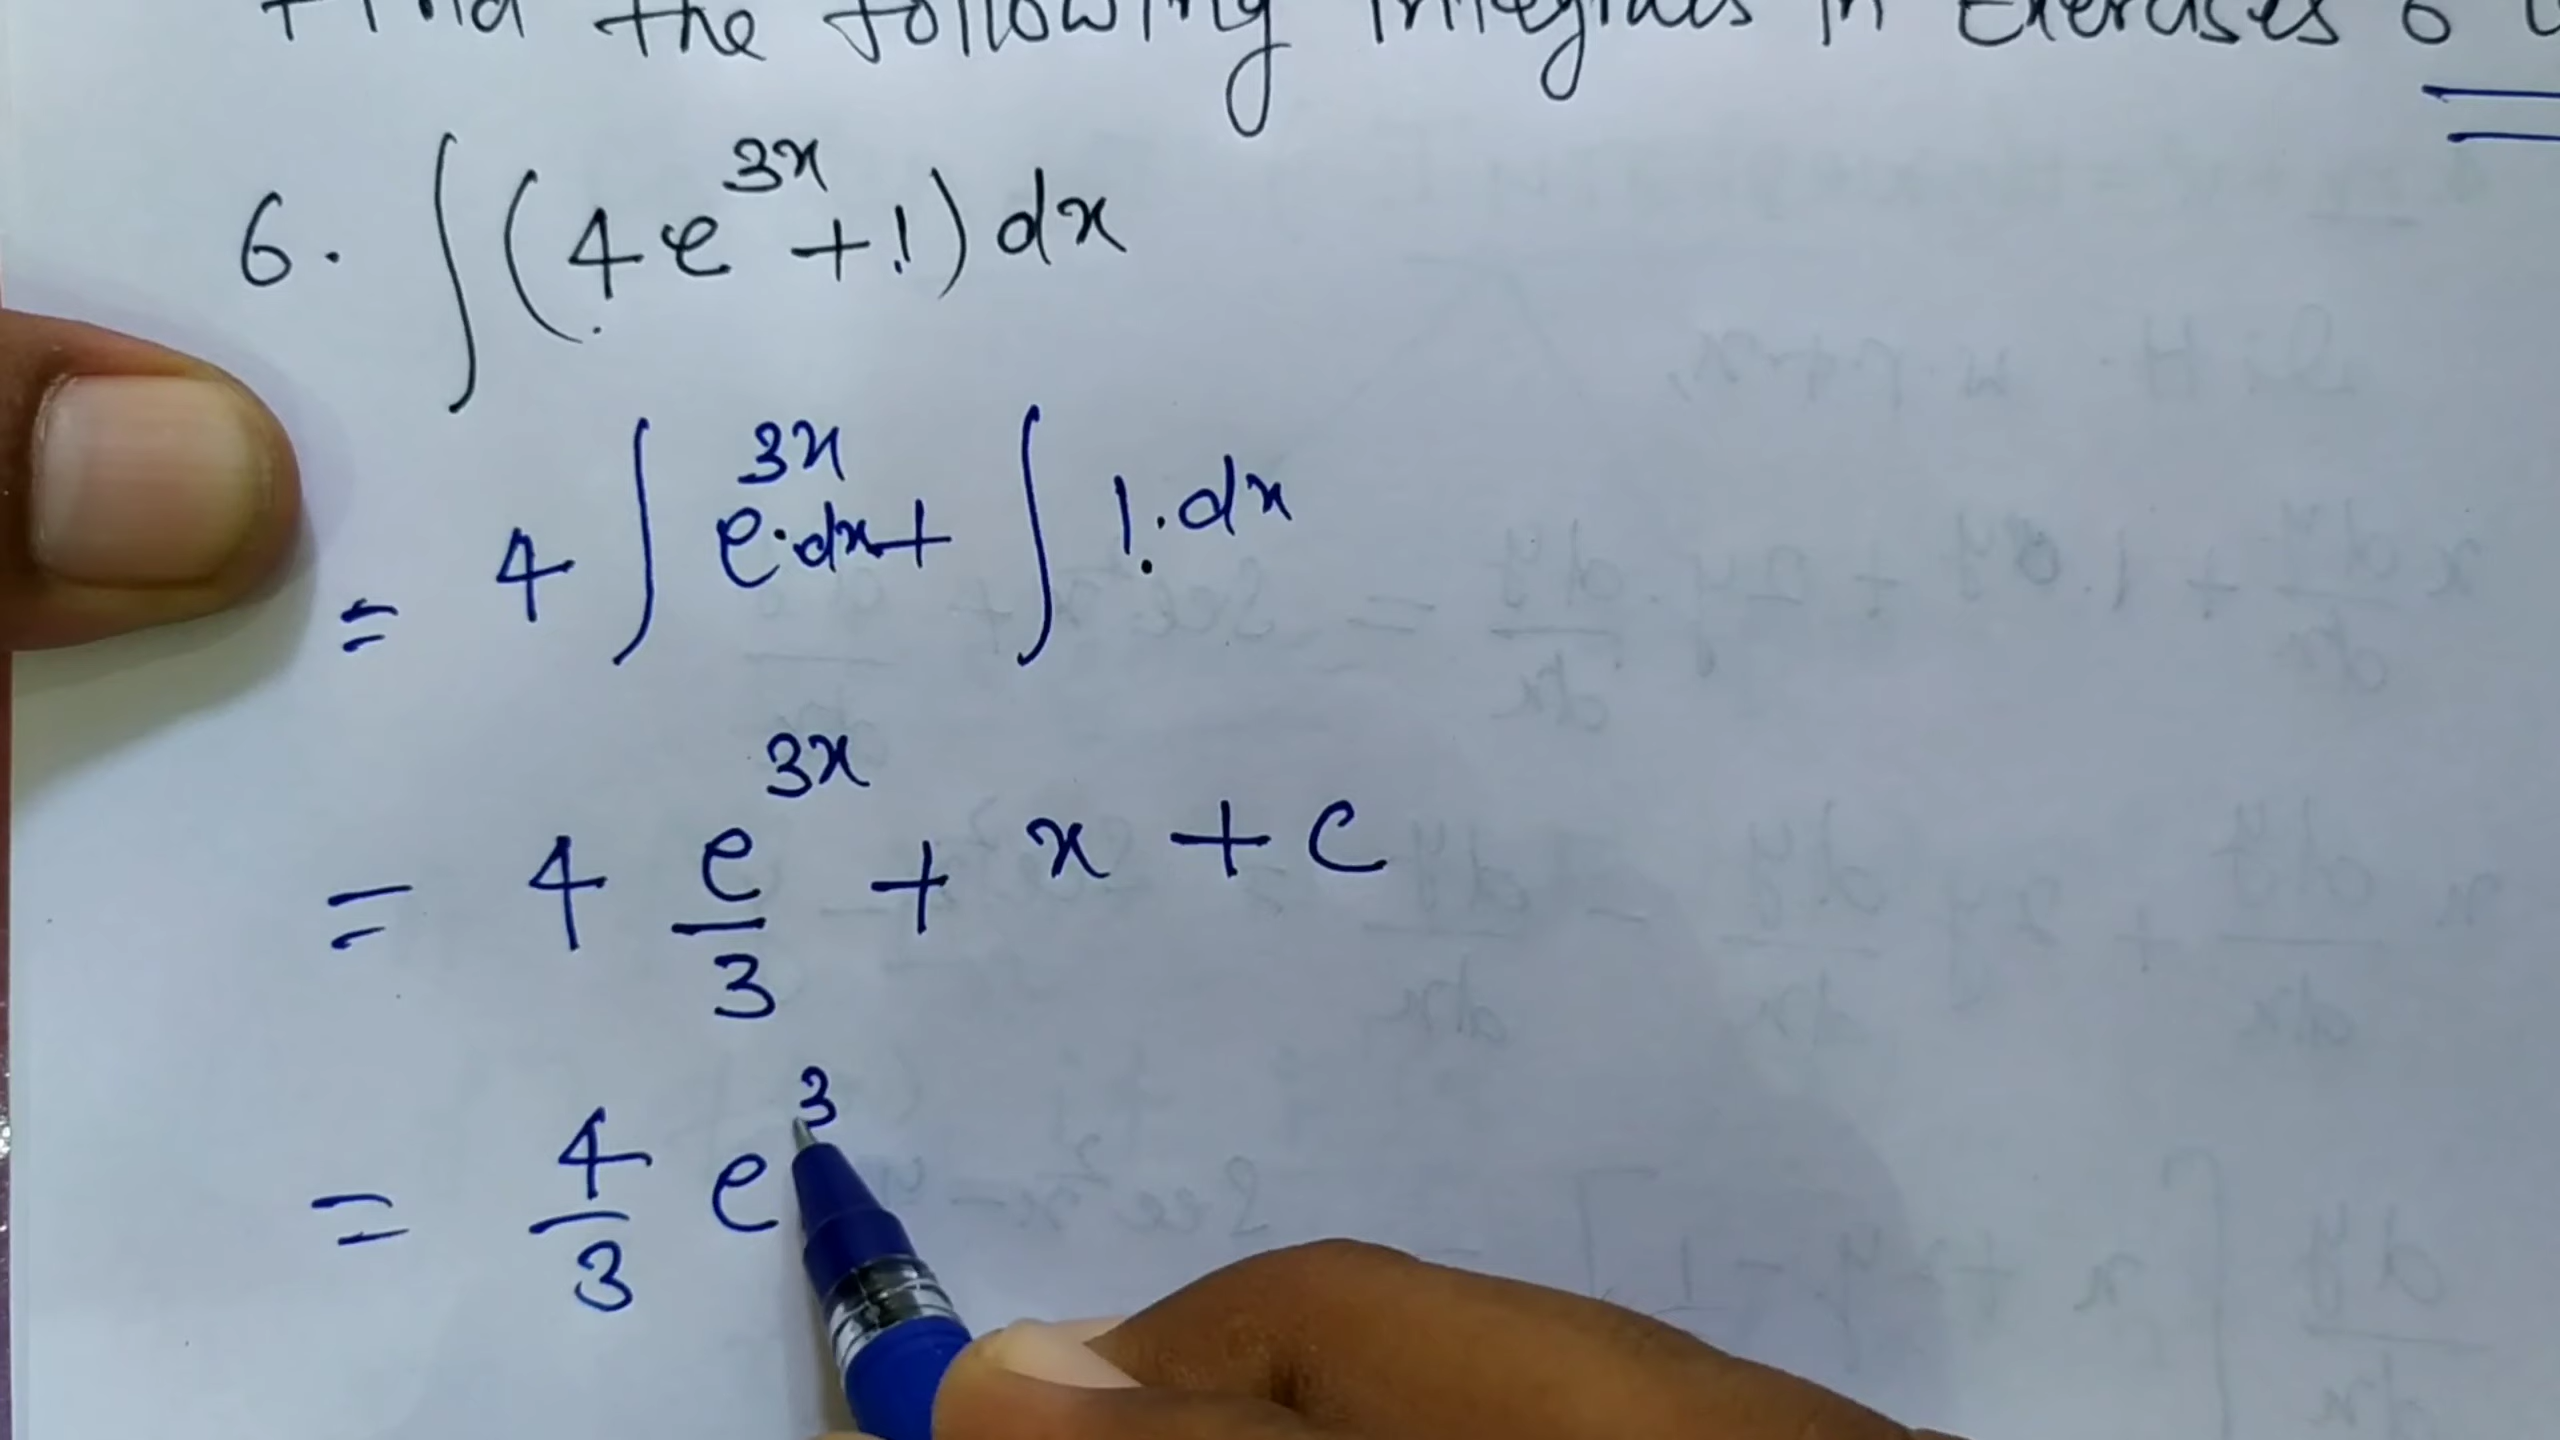 Find the following integrals in Exercises 6
6. ∫(4e^{3x}+1)dx
= 4∫e^{3x}.dx+∫1.dx
= 4 e^{3x}/3 + x + c
= 4/3 e^3